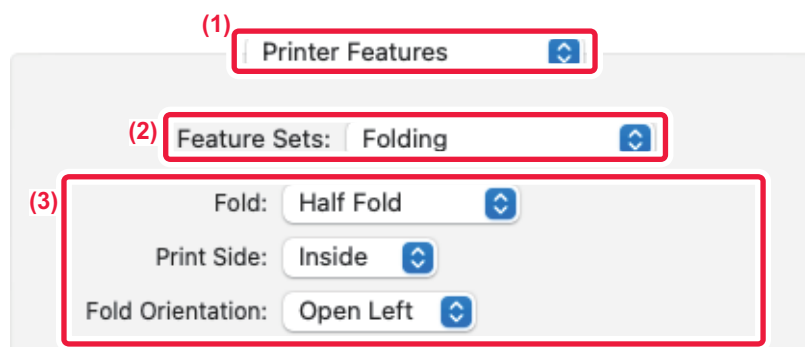 (1)
Printer Features
(2) Feature Sets: Folding
(3) Fold: Half Fold
Print Side: Inside
Fold Orientation: Open Left